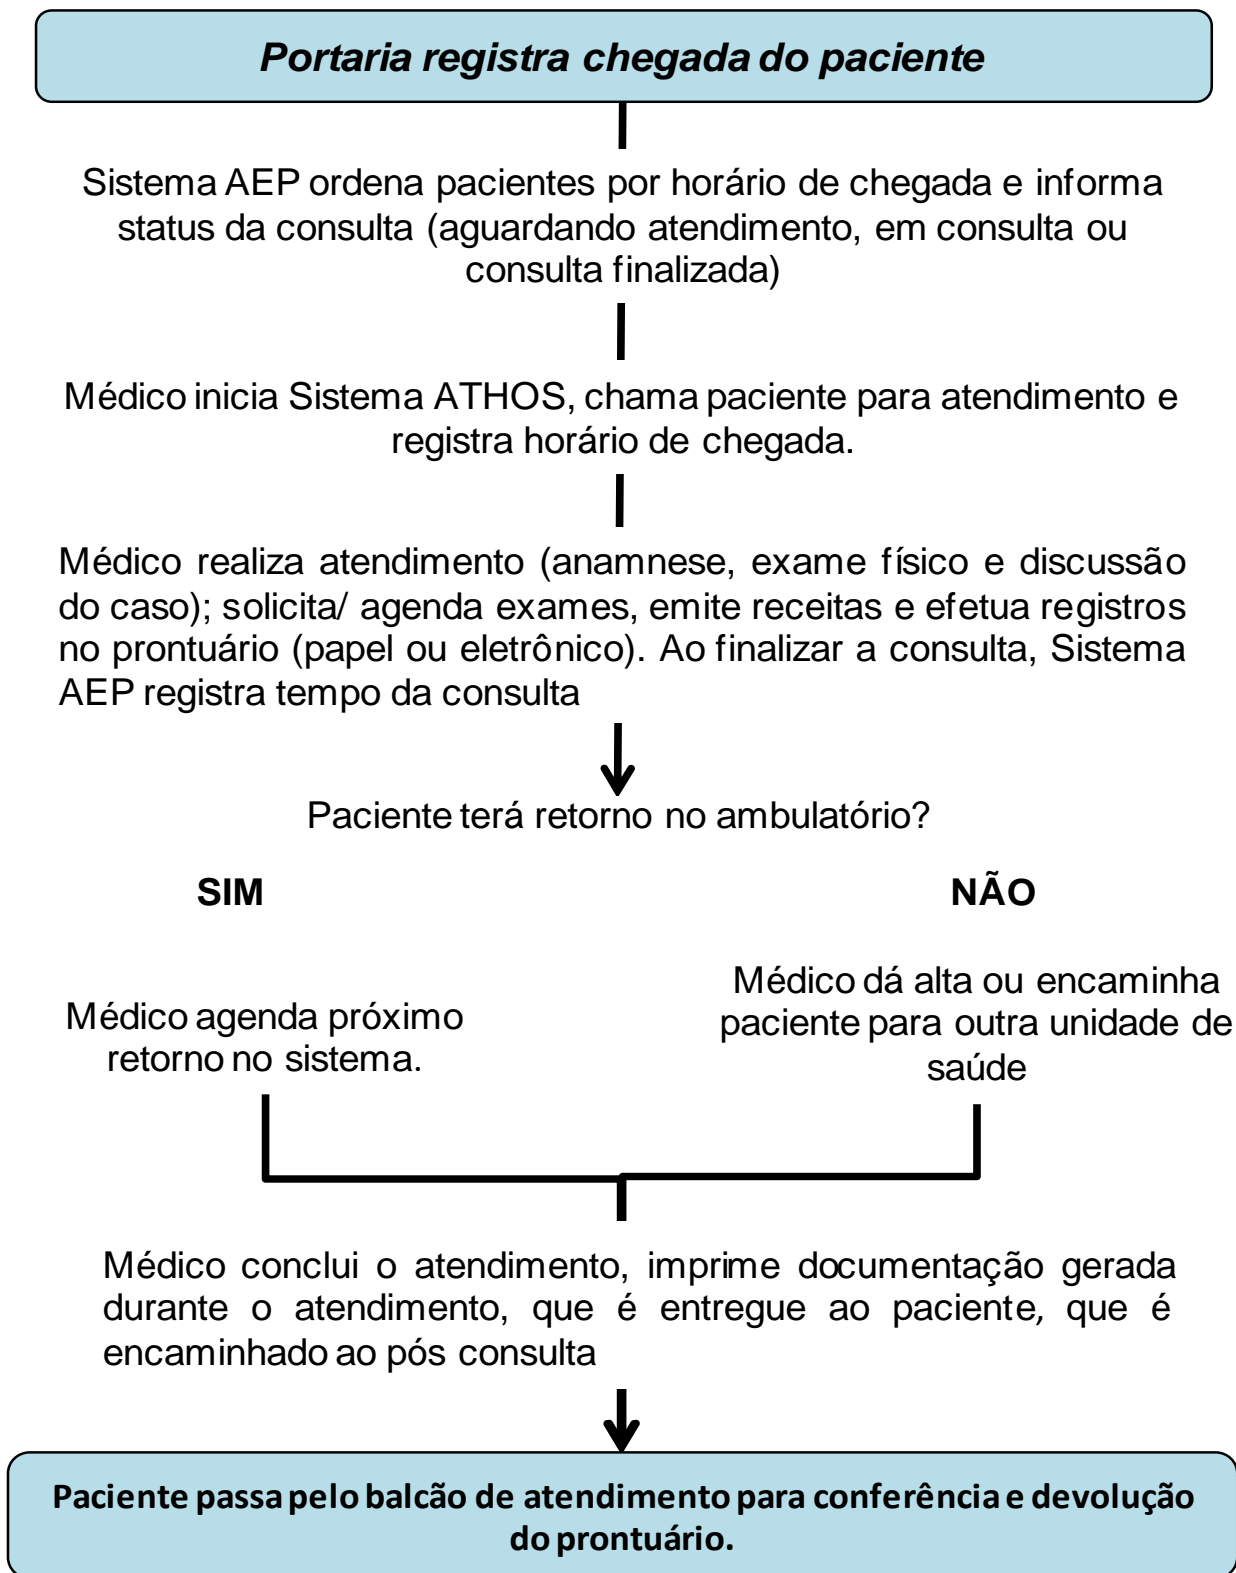 Portaria registra chegada do paciente
Sistema AEP ordena pacientes por horário de chegada e informa
status da consulta (aguardando atendimento, em consulta ou
consulta finalizada)
Médico inicia Sistema ATHOS, chama paciente para atendimento e
registra horário de chegada.
Médico realiza atendimento (anamnese, exame físico e discussão
do caso); solicita/ agenda exames, emite receitas e efetua registros
no prontuário (papel ou eletrônico). Ao finalizar a consulta, Sistema
AEP registra tempo da consulta
Paciente terá retorno no ambulatório?
SIM
NÃO
Médico agenda próximo
retorno no sistema.
Médico dá alta ou encaminha
paciente para outra unidade de
saúde
Médico conclui o atendimento, imprime documentação gerada
durante o atendimento, que é entregue ao paciente, que é
encaminhado ao pós consulta
Paciente passa pelo balcão de atendimento para conferência e devolução
do prontuário.